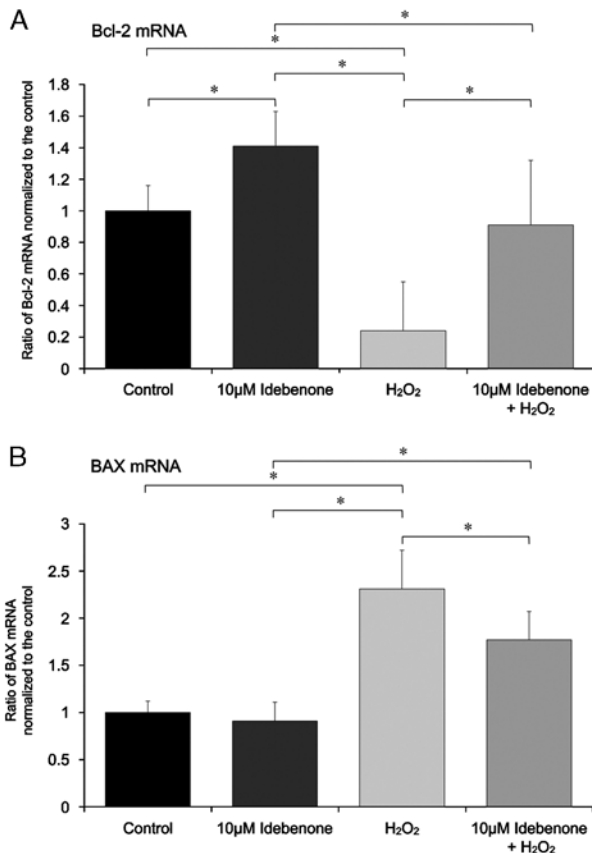 A
Bcl-2 mRNA
*
*
*
*
*
Ratio of Bcl-2 mRNA normalized to the control
1.8
1.6
1.4
1.2
1
0.8
0.6
0.4
0.2
0
Control
10µM Idebenone
H₂O₂
10µM Idebenone
+ H₂O₂
B
BAX mRNA
*
*
*
*
Ratio of BAX mRNA
normalized to the control
3
2.5
2
1.5
1
0.5
0
Control
10µM Idebenone
H₂O₂
10µM Idebenone
+ H₂O₂